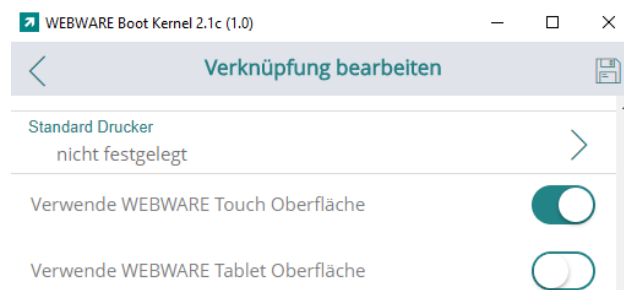 WEBWARE Boot Kernel 2.1c (1.0)
Verknüpfung bearbeiten
Standard Drucker
nicht festgelegt
Verwende WEBWARE Touch Oberfläche
Verwende WEBWARE Tablet Oberfläche